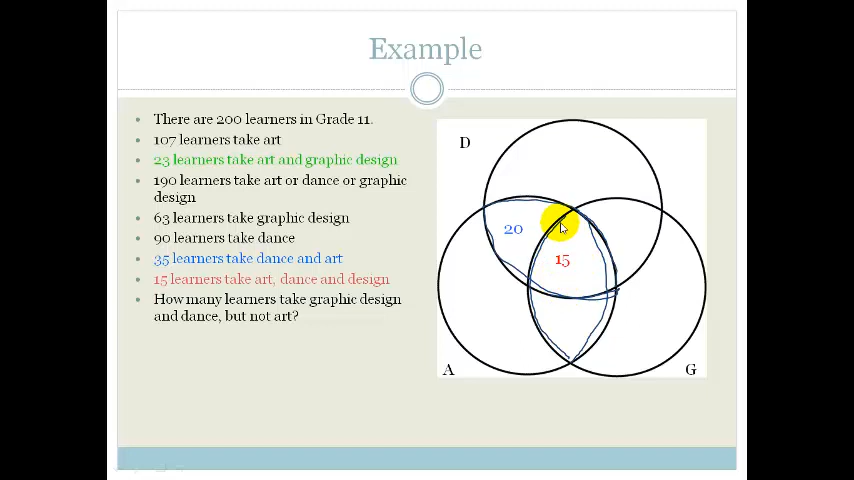 Example
There are 200 learners in Grade 11.
107 learners take art
23 learners take art and graphic design
190 learners take art or dance or graphic
design
63 learners take graphic design
90 learners take dance
35 learners take dance and art
15 learners take art, dance and design
How many learners take graphic design
and dance, but not art?
D
20
15
A
G